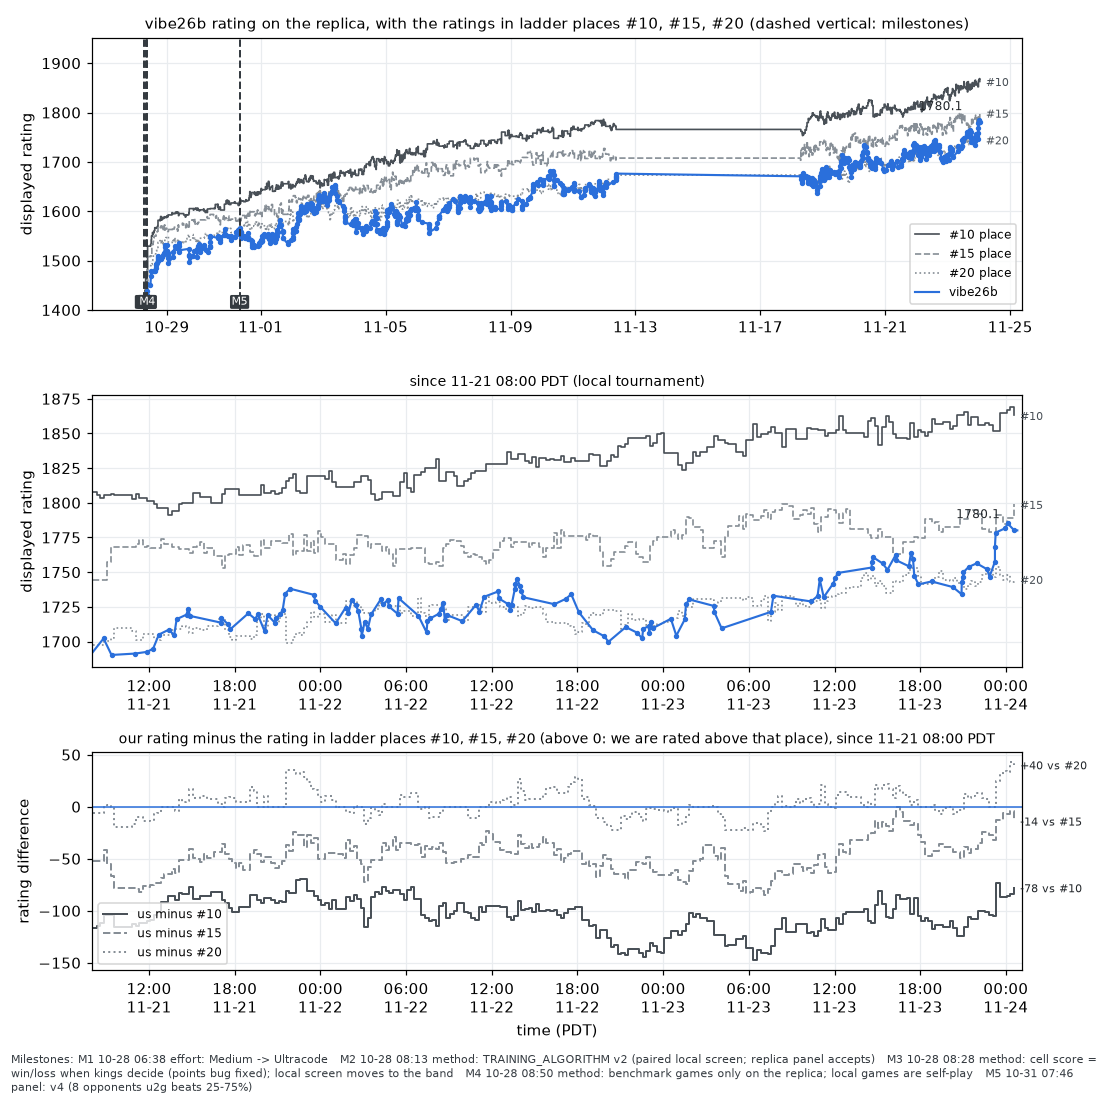 vibe26b rating on the replica, with the ratings in ladder places #10, #15, #20 (dashed vertical: milestones)
displayed rating
1900
1800
1700
1600
1500
1400
#10
1780.1
#15
#20
#10 place
#15 place
#20 place
vibe26b
M4
M5
10-29
11-01
11-05
11-09
11-13
11-17
11-21
11-25
since 11-21 08:00 PDT (local tournament)
displayed rating
1875
1850
1825
1800
1775
1750
1725
1700
#10
#15
1780.1
#20
12:00 18:00 00:00 06:00 12:00 18:00 00:00 06:00 12:00 18:00 00:00
11-21 11-21 11-22 11-22 11-22 11-22 11-23 11-23 11-23 11-23 11-24
our rating minus the rating in ladder places #10, #15, #20 (above 0: we are rated above that place), since 11-21 08:00 PDT
rating difference
50
0
−50
−100
−150
+40 vs #20
-14 vs #15
-78 vs #10
us minus #10
us minus #15
us minus #20
12:00 18:00 00:00 06:00 12:00 18:00 00:00 06:00 12:00 18:00 00:00
11-21 11-21 11-22 11-22 11-22 11-22 11-23 11-23 11-23 11-23 11-24
time (PDT)
Milestones: M1 10-28 06:38 effort: Medium -> Ultracode M2 10-28 08:13 method: TRAINING_ALGORITHM v2 (paired local screen; replica panel accepts) M3 10-28 08:28 method: cell score =
win/loss when kings decide (points bug fixed); local screen moves to the band M4 10-28 08:50 method: benchmark games only on the replica; local games are self-play M5 10-31 07:46
panel: v4 (8 opponents u2g beats 25-75%)